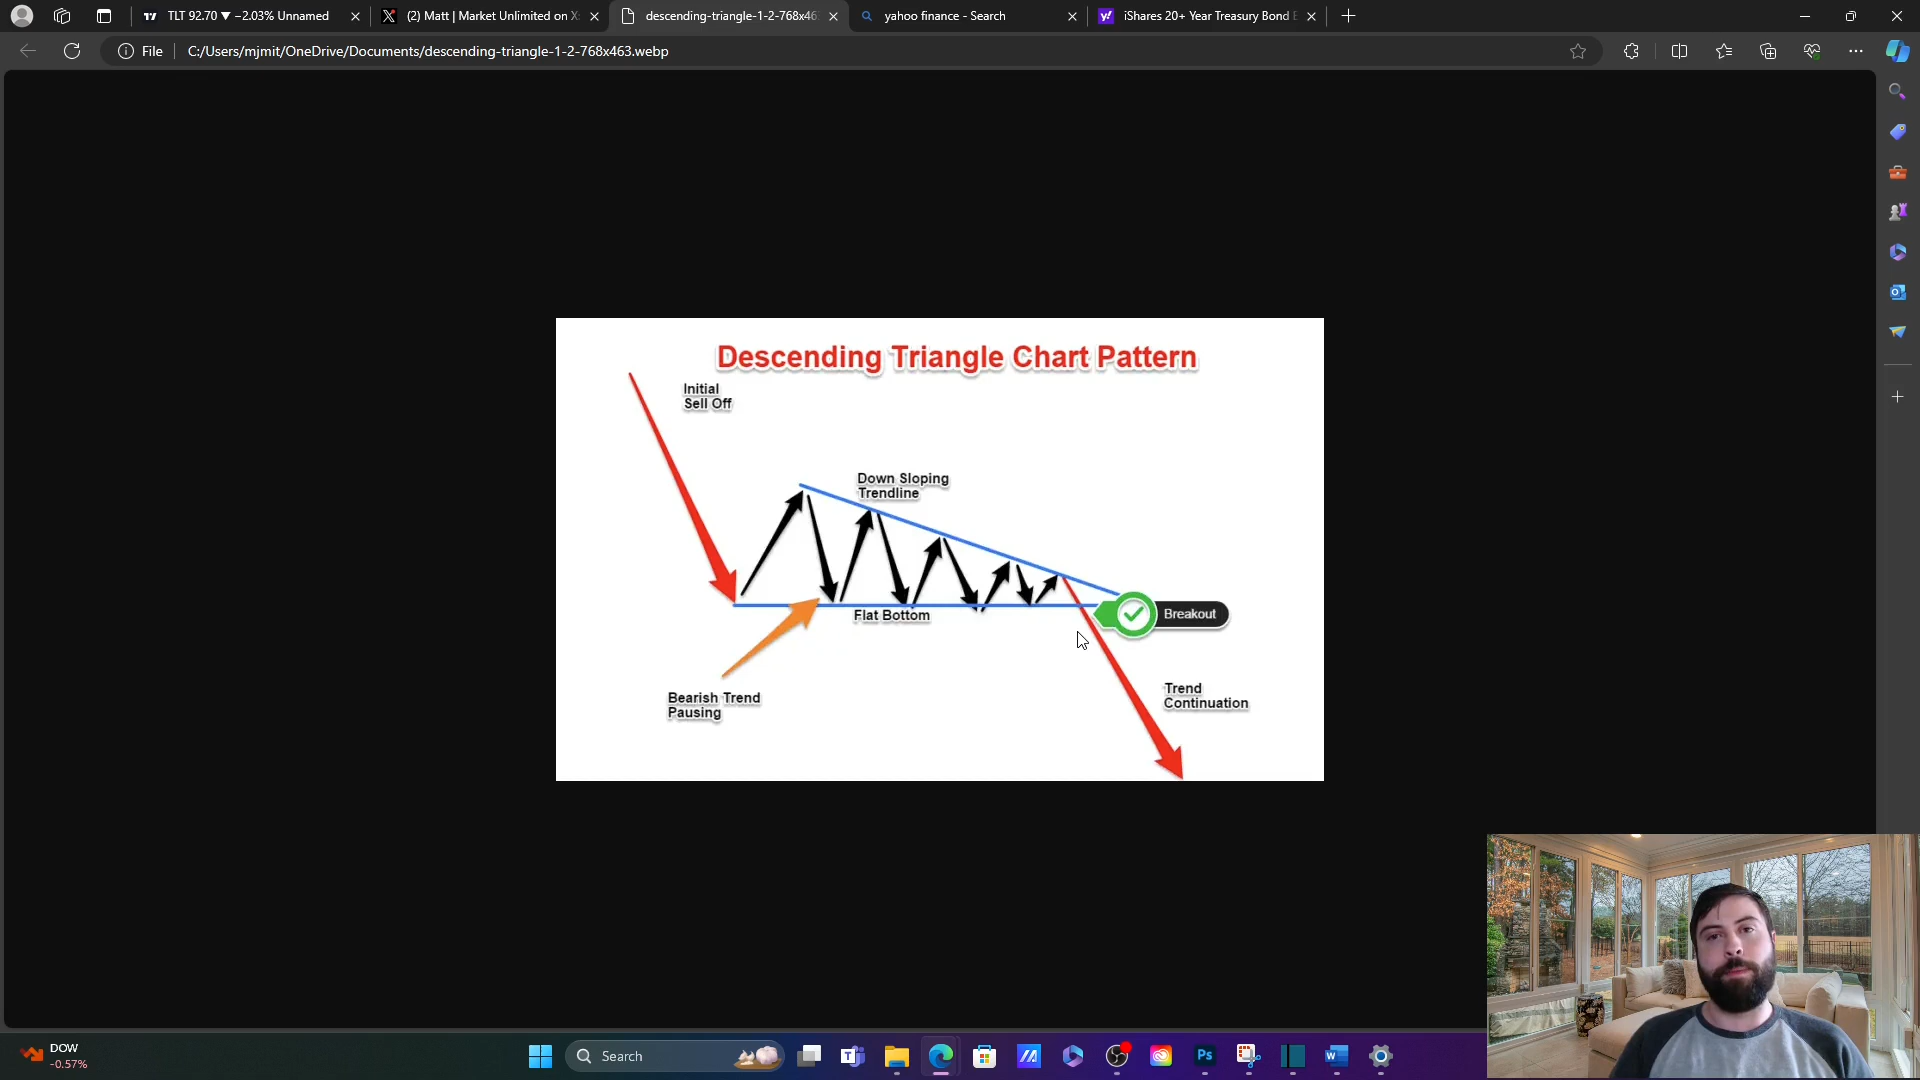 TLT 92.70 ▼ −2.03% Unnamed
(2) Matt | Market Unlimited on X
descending-triangle-1-2-768x46
yahoo finance - Search
iShares 20+ Year Treasury Bond E
File
C:/Users/mjmit/OneDrive/Documents/descending-triangle-1-2-768x463.webp
Descending Triangle Chart Pattern
Initial
Sell Off
Down Sloping
Trendline
Flat Bottom
Breakout
Bearish Trend
Pausing
Trend
Continuation
DOW
-0.57%
Search
Ps